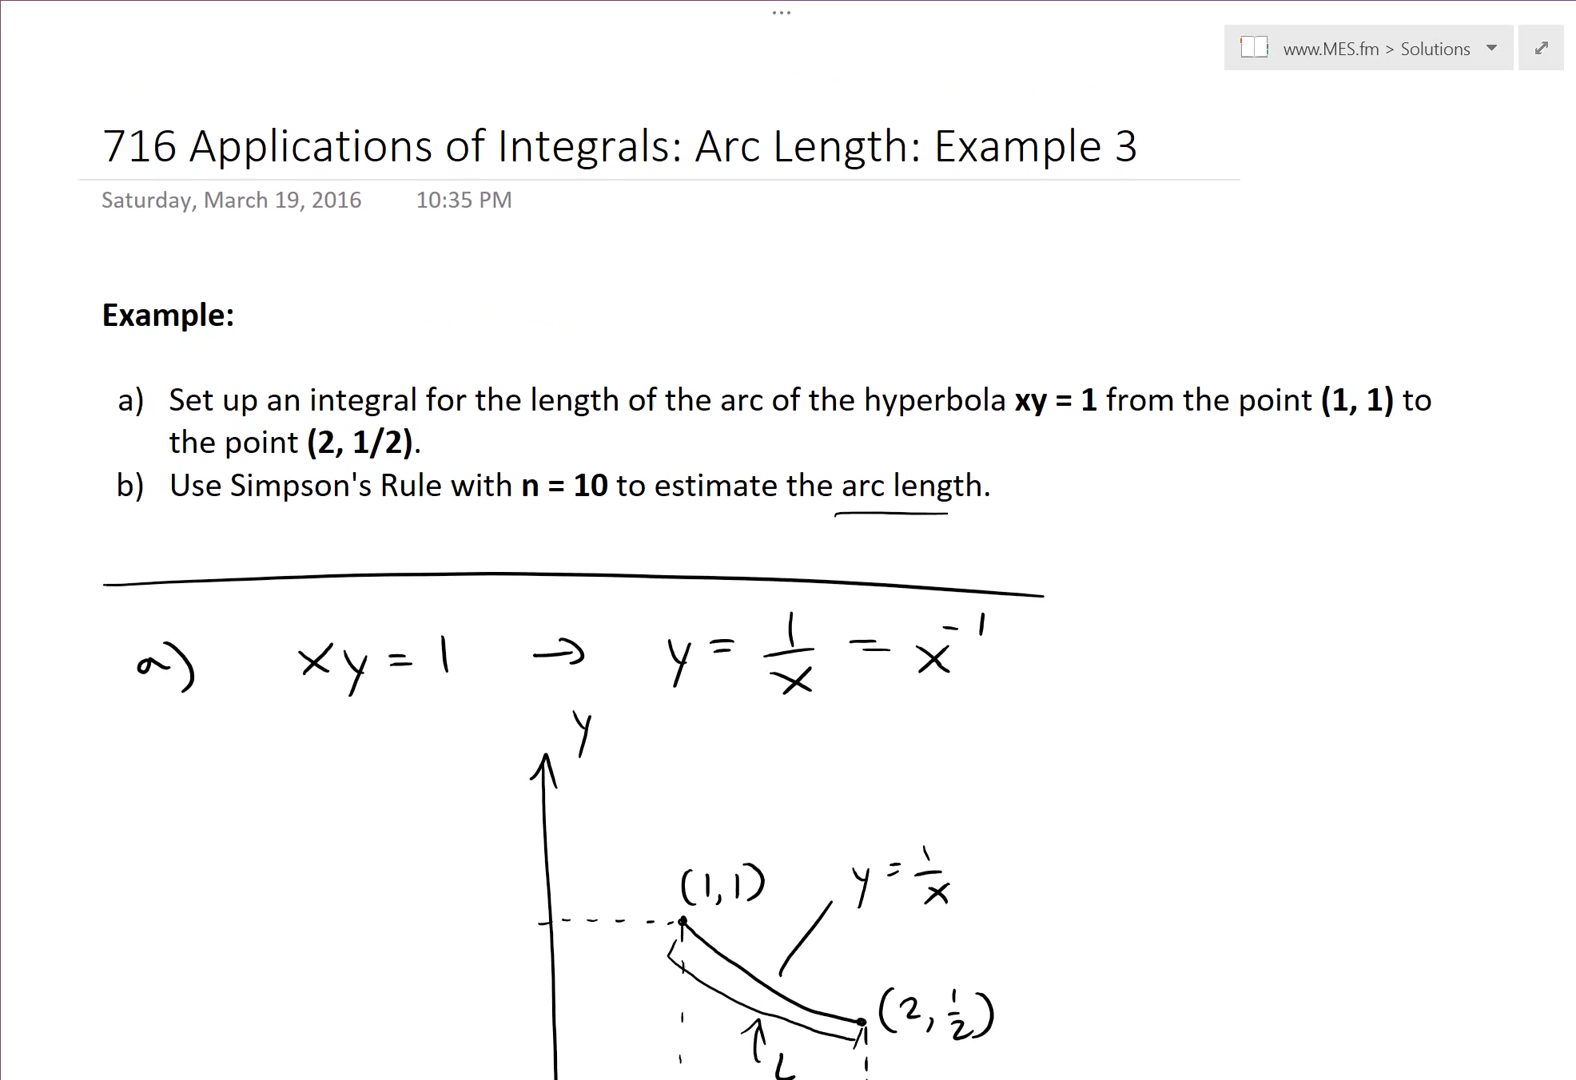 ...
www.MES.fm > Solutions
716 Applications of Integrals: Arc Length: Example 3
Saturday, March 19, 2016 10:35 PM
Example:
a) Set up an integral for the length of the arc of the hyperbola xy = 1 from the point (1, 1) to
the point (2, 1/2).
b) Use Simpson's Rule with n = 10 to estimate the arc length.
a) xy = 1 → y = 1/x = x⁻¹
y
(1,1) y = 1/x
(2, 1/2)
L